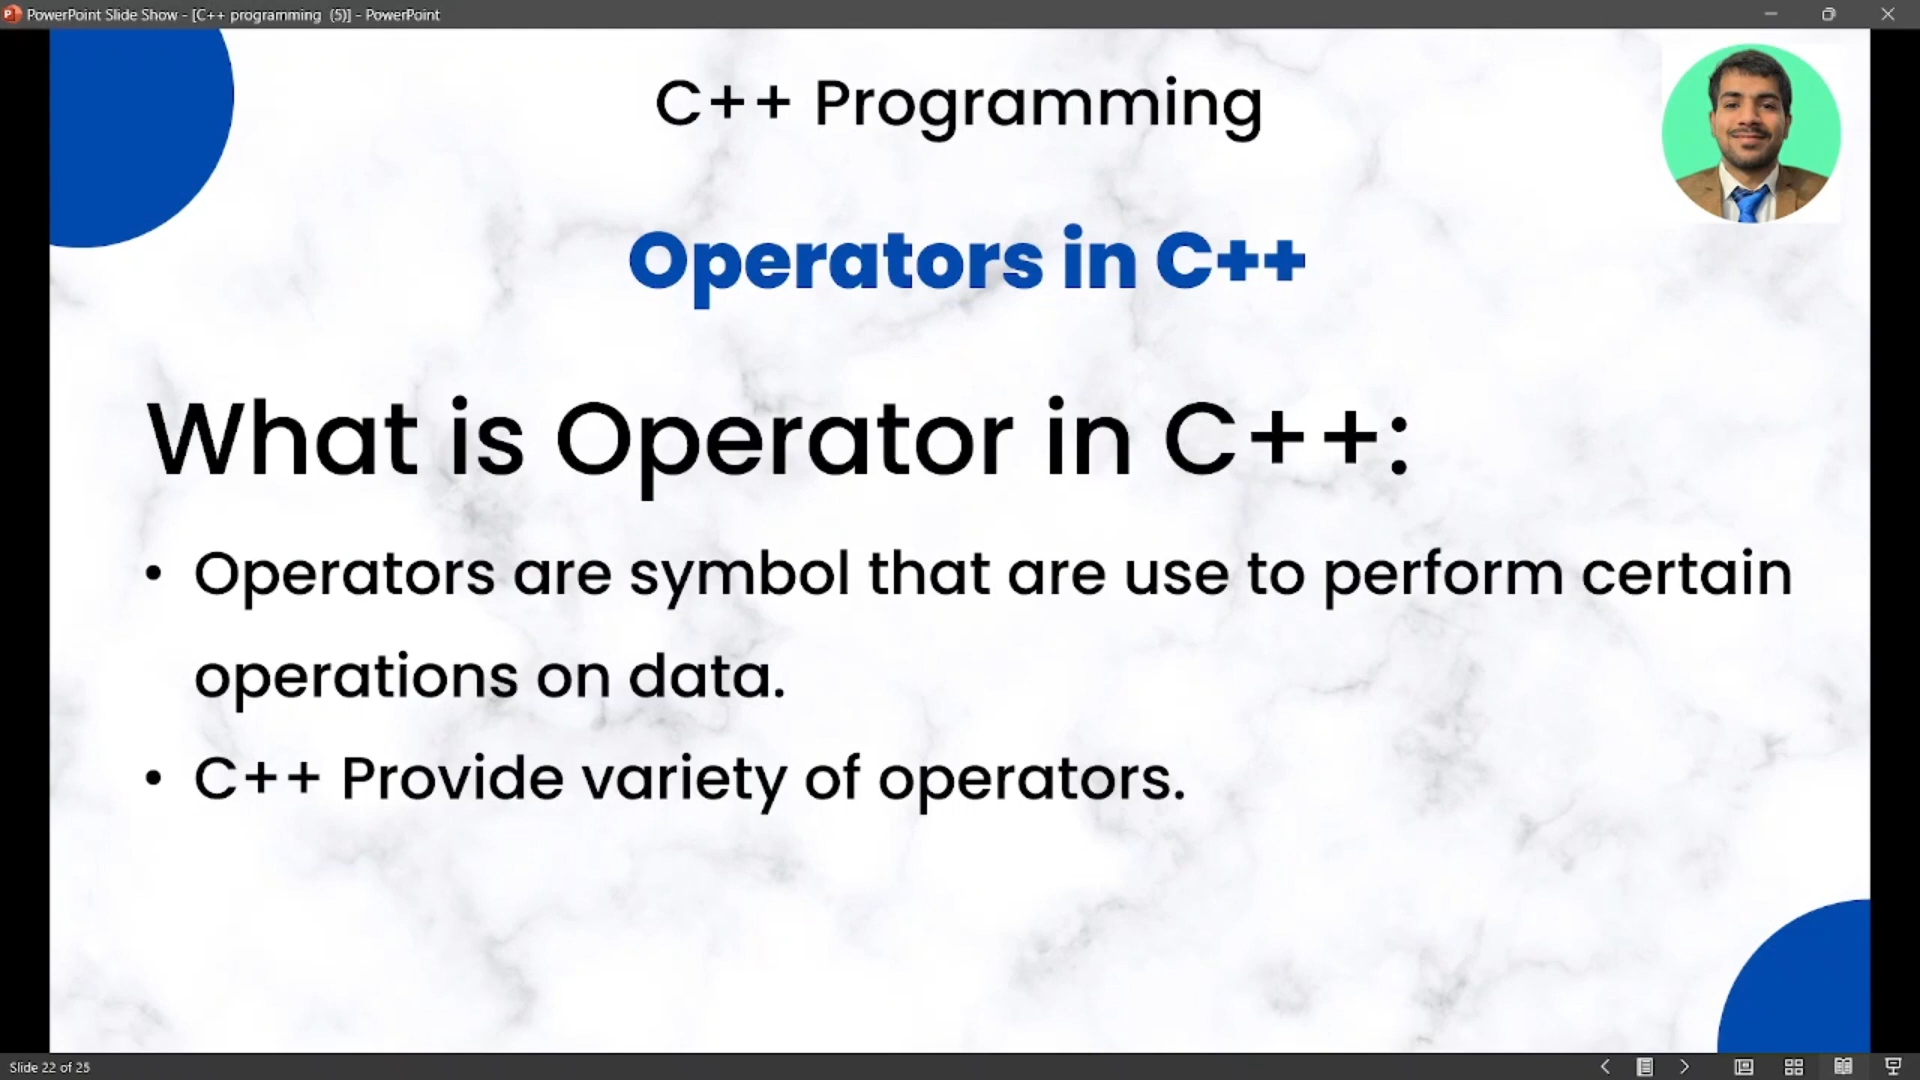 PowerPoint Slide Show - [C++ programming (5)] - PowerPoint
C++ Programming
Operators in C++
What is Operator in C++:
• Operators are symbol that are use to perform certain
operations on data.
• C++ Provide variety of operators.
Slide 22 of 25